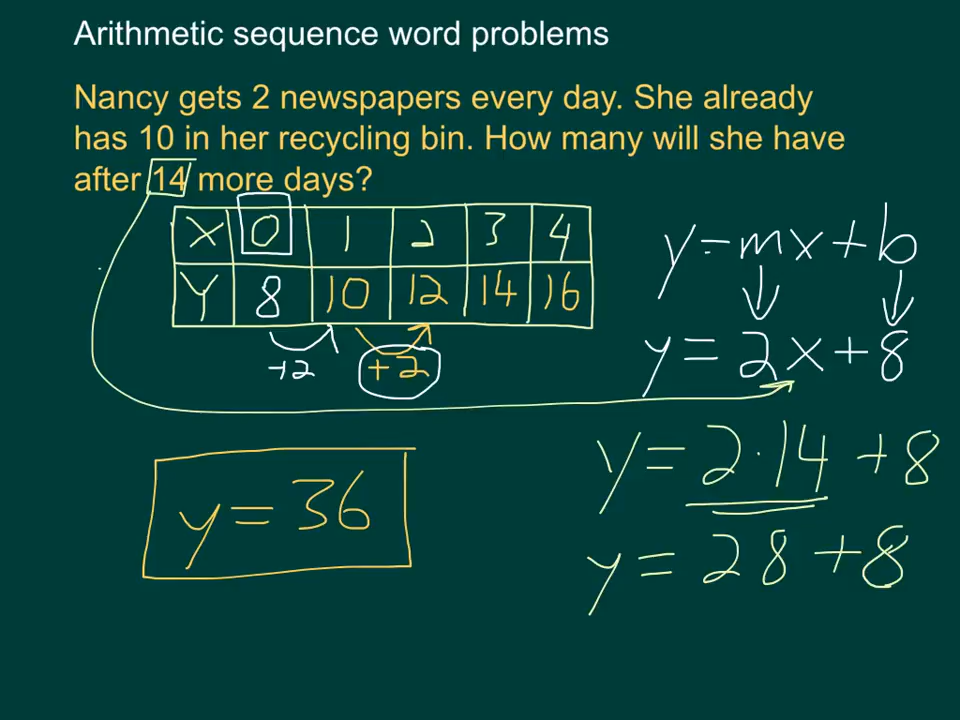 Arithmetic sequence word problems
Nancy gets 2 newspapers every day. She already
has 10 in her recycling bin. How many will she have
after 14 more days?
X 0 1 2 3 4
Y 8 10 12 14 16
+2 +2
y=mx+b
y=2x+8
y=2·14+8
y=28+8
y=36